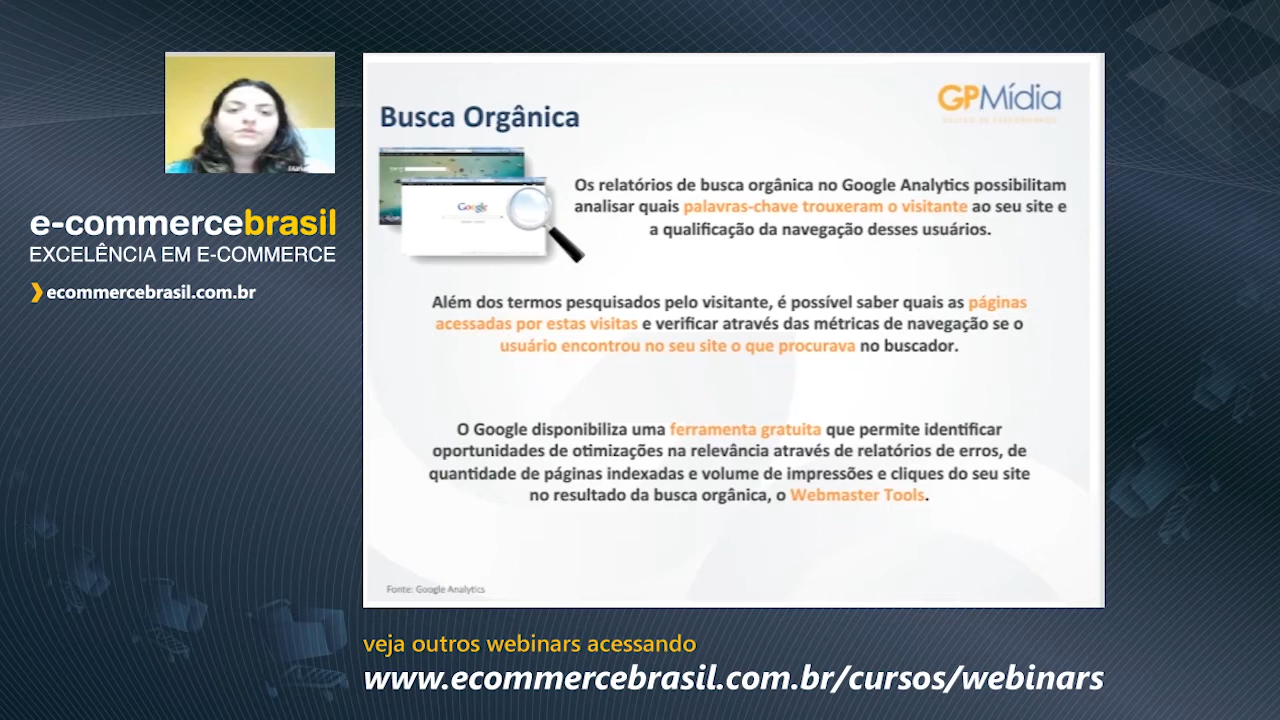 e-commercebrasil
EXCELÊNCIA EM E-COMMERCE
ecommercebrasil.com.br
GPMídia
Busca Orgânica
Google
Os relatórios de busca orgânica no Google Analytics possibilitam
analisar quais palavras-chave trouxeram o visitante ao seu site e
a qualificação da navegação desses usuários.
Além dos termos pesquisados pelo visitante, é possível saber quais as páginas
acessadas por estas visitas e verificar através das métricas de navegação se o
usuário encontrou no seu site o que procurava no buscador.
O Google disponibiliza uma ferramenta gratuita que permite identificar
oportunidades de otimizações na relevância através de relatórios de erros, de
quantidade de páginas indexadas e volume de impressões e cliques do seu site
no resultado da busca orgânica, o Webmaster Tools.
Fonte: Google Analytics
veja outros webinars acessando
www.ecommercebrasil.com.br/cursos/webinars